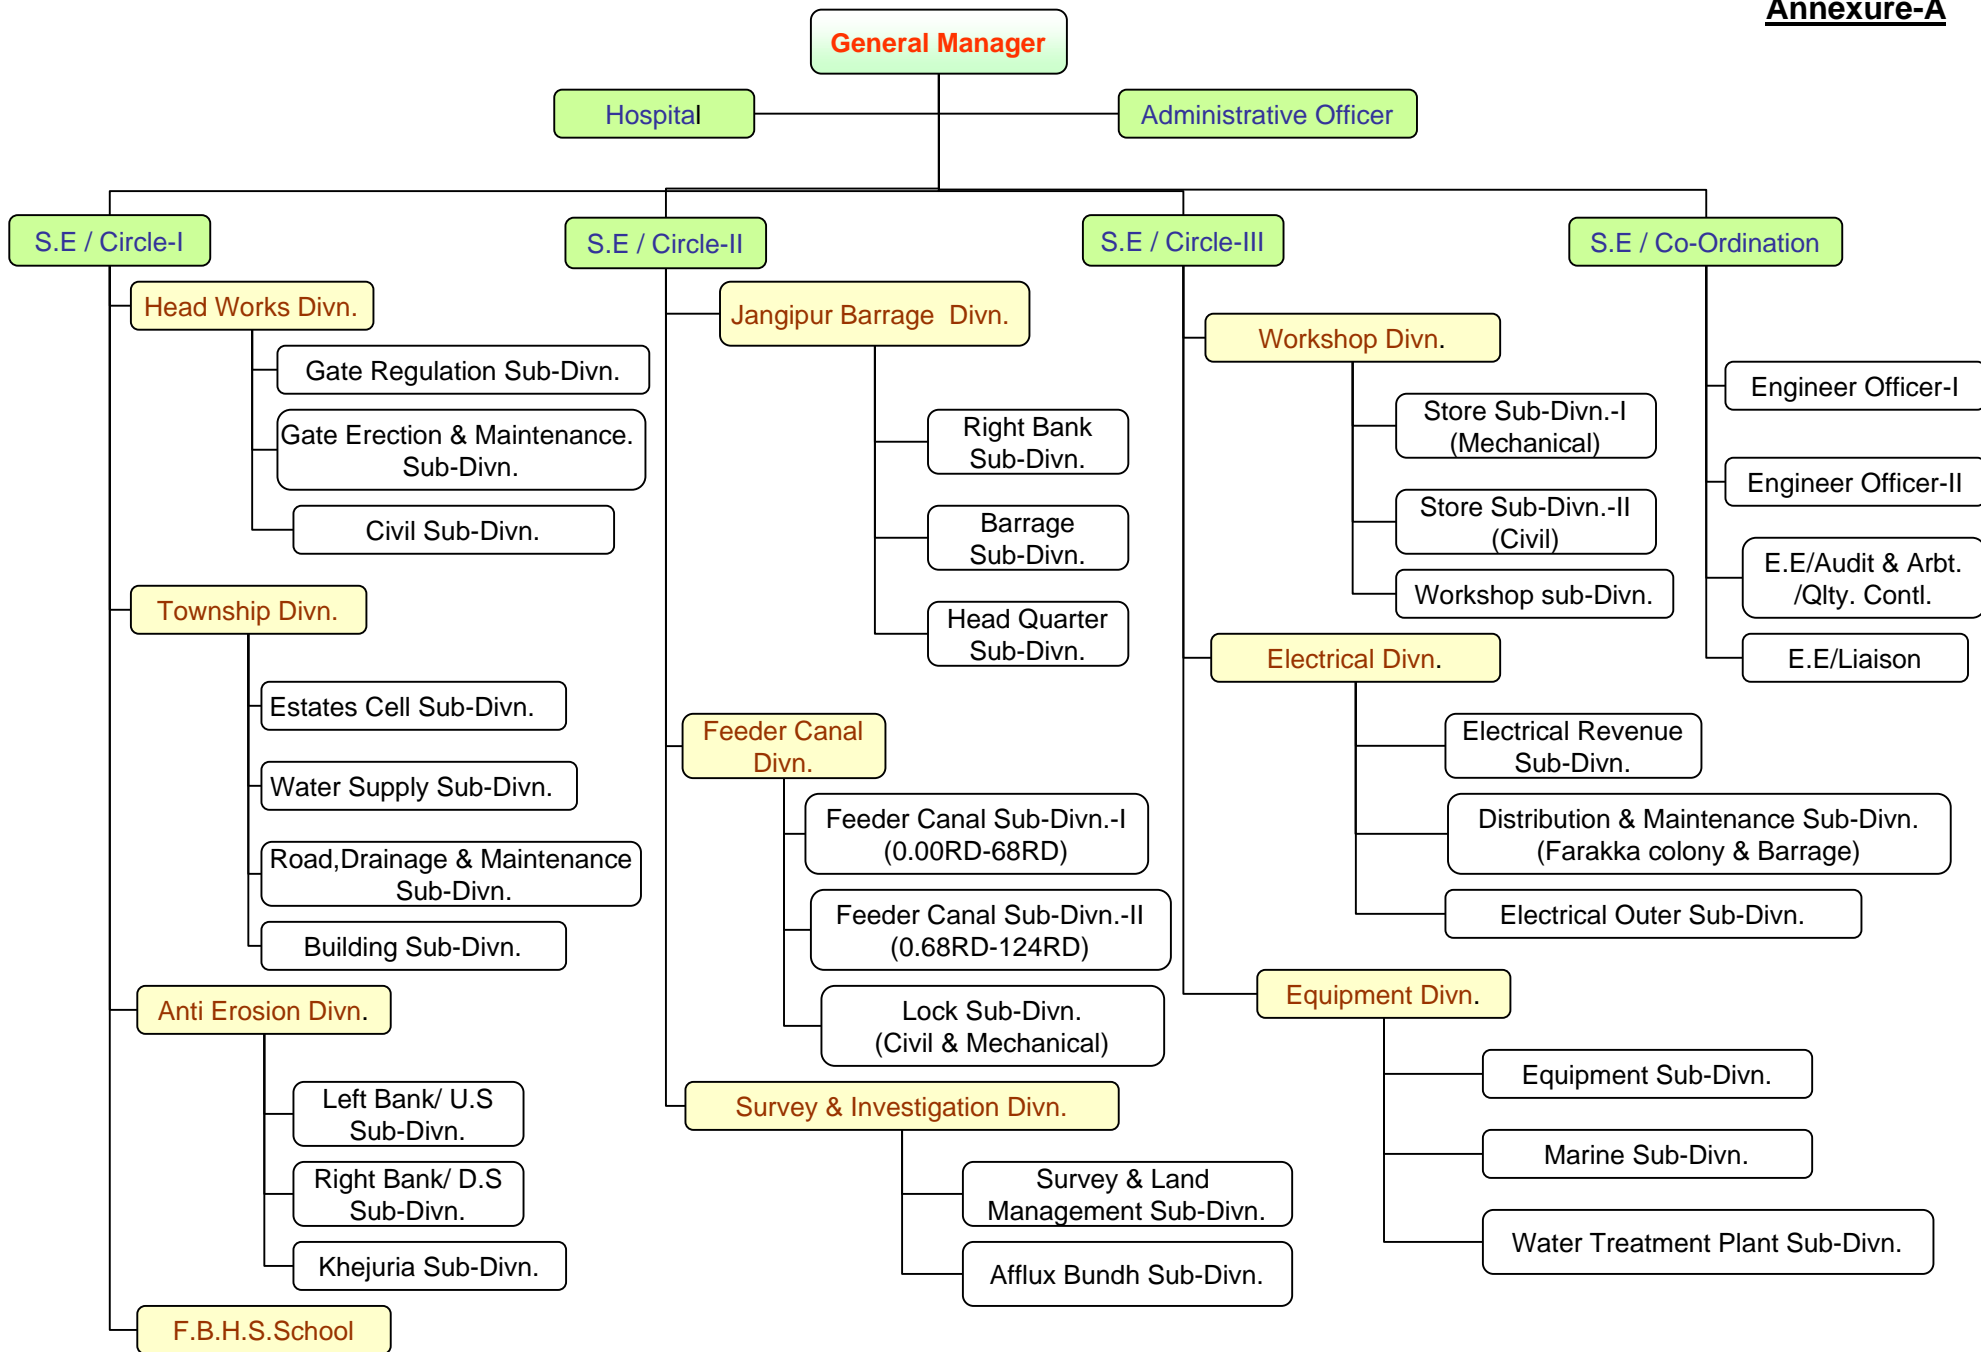 Annexure-A
General Manager
Hospital
Administrative Officer
S.E / Circle-I
S.E / Circle-II
S.E / Circle-III
S.E / Co-Ordination
Head Works Divn.
Gate Regulation Sub-Divn.
Gate Erection & Maintenance.
Sub-Divn.
Civil Sub-Divn.
Township Divn.
Estates Cell Sub-Divn.
Water Supply Sub-Divn.
Road,Drainage & Maintenance
Sub-Divn.
Building Sub-Divn.
Anti Erosion Divn.
Left Bank/ U.S
Sub-Divn.
Right Bank/ D.S
Sub-Divn.
Khejuria Sub-Divn.
F.B.H.S.School
Jangipur Barrage  Divn.
Right Bank
Sub-Divn.
Barrage
Sub-Divn.
Head Quarter
Sub-Divn.
Feeder Canal
Divn.
Feeder Canal Sub-Divn.-I
(0.00RD-68RD)
Feeder Canal Sub-Divn.-II
(0.68RD-124RD)
Lock Sub-Divn.
(Civil & Mechanical)
Survey & Investigation Divn.
Survey & Land
Management Sub-Divn.
Afflux Bundh Sub-Divn.
Workshop Divn.
Store Sub-Divn.-I
(Mechanical)
Store Sub-Divn.-II
(Civil)
Workshop sub-Divn.
Electrical Divn.
Electrical Revenue
Sub-Divn.
Distribution & Maintenance Sub-Divn.
(Farakka colony & Barrage)
Electrical Outer Sub-Divn.
Equipment Divn.
Equipment Sub-Divn.
Marine Sub-Divn.
Water Treatment Plant Sub-Divn.
Engineer Officer-I
Engineer Officer-II
E.E/Audit & Arbt.
/Qlty. Contl.
E.E/Liaison